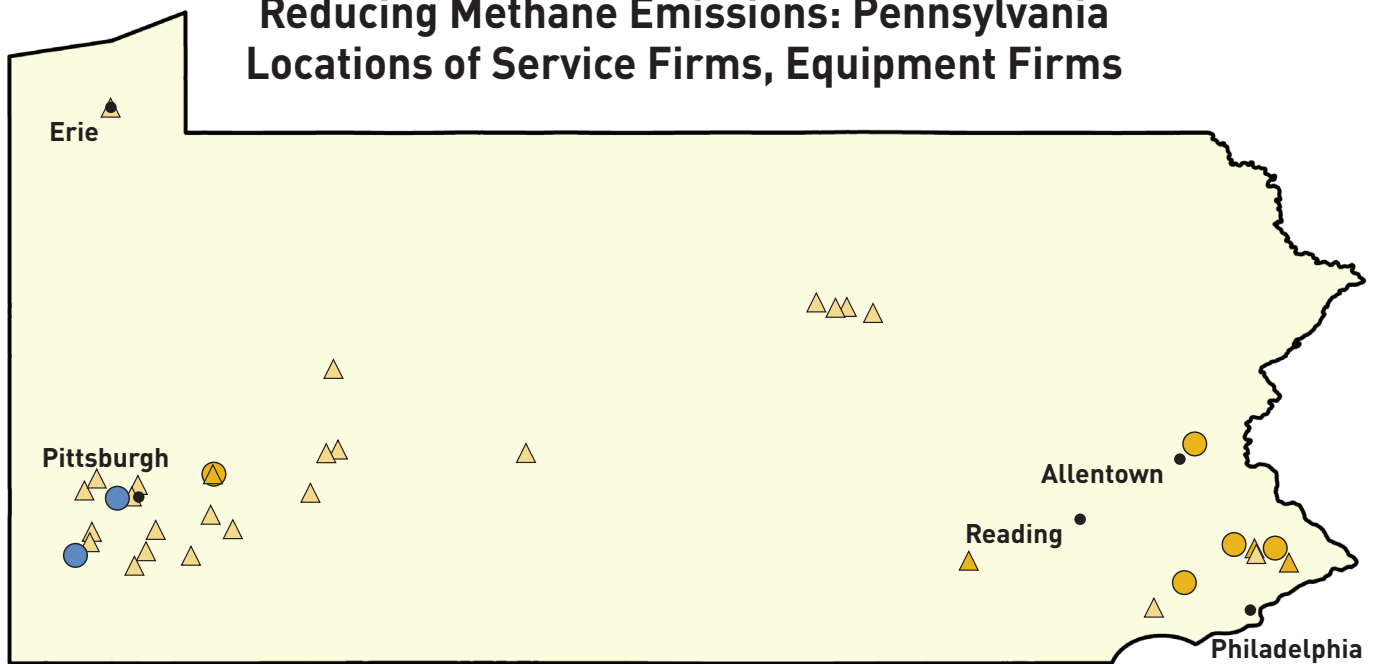 Reducing Methane Emissions: Pennsylvania
Locations of Service Firms, Equipment Firms
Erie
Pittsburgh
Allentown
Reading
Philadelphia